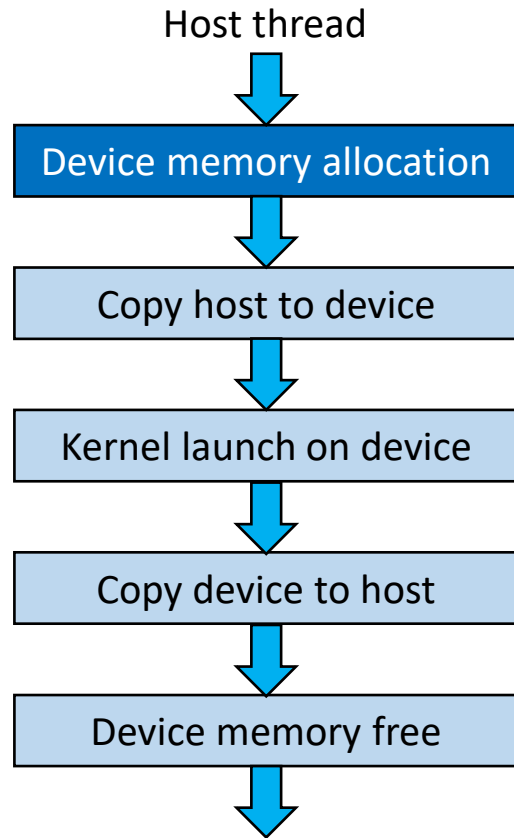 Host thread
Device memory allocation
Copy host to device
Kernel launch on device
Copy device to host
Device memory free